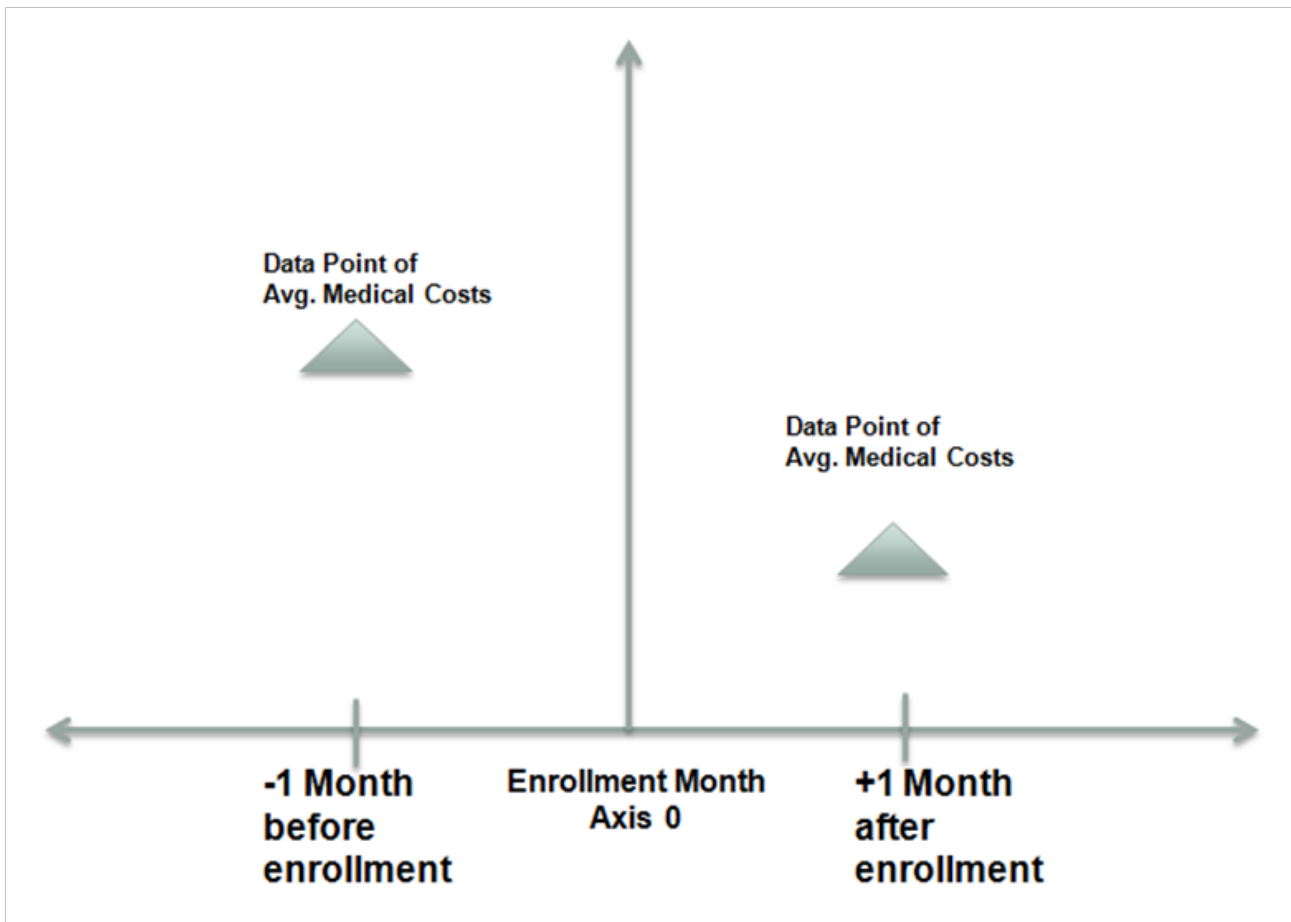 Data Point of
Avg. Medical Costs
Data Point of
Avg. Medical Costs
-1 Month
before
enrollment
Enrollment Month
Axis 0
+1 Month
after
enrollment